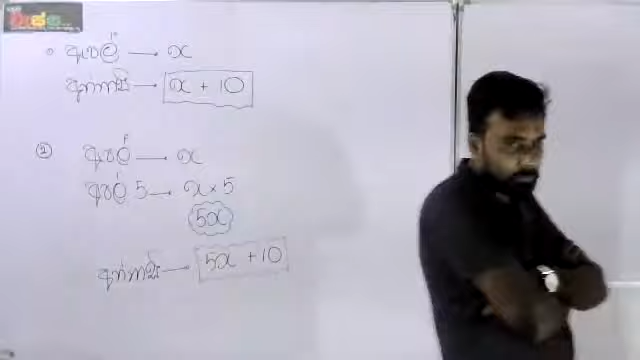 ඇපල් → x
අන්නාසි → x + 10
② ඇපල් → x
ඇපල් 5 → x × 5
5x
අන්නාසි → 5x + 10